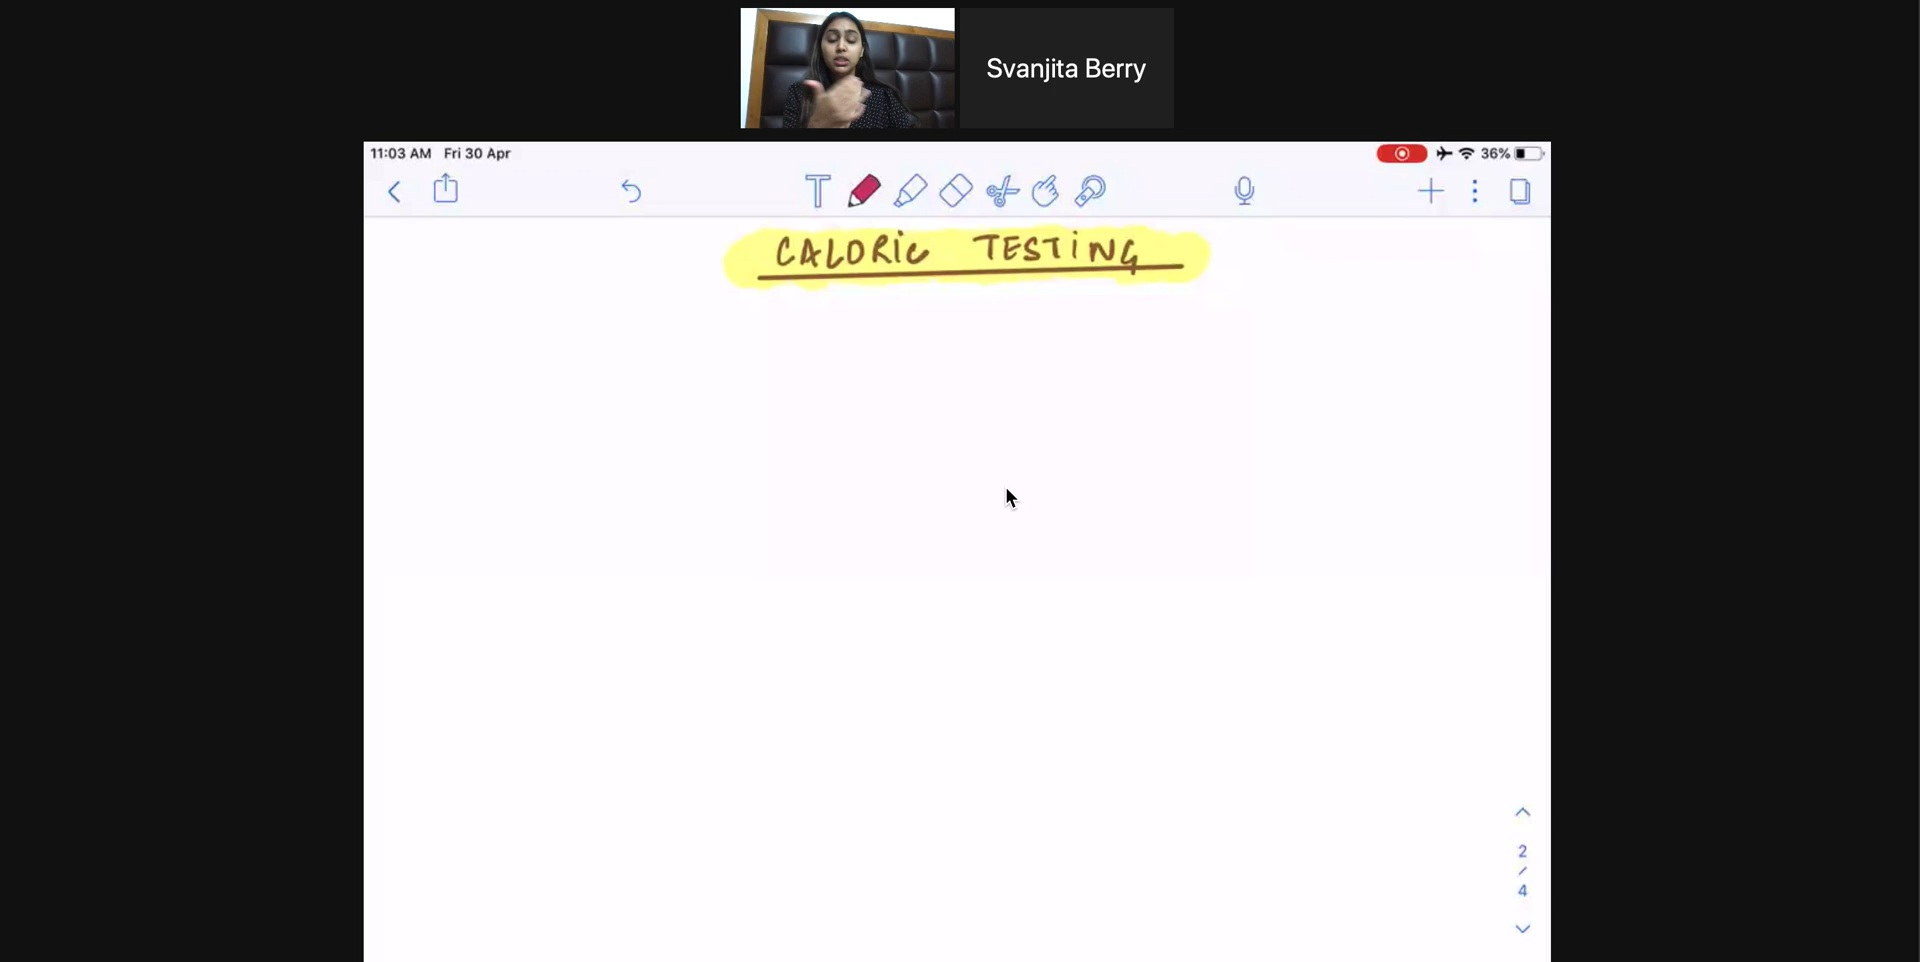 Svanjita Berry
11:03 AM Fri 30 Apr
36%
CALORIC TESTING
2
/
4